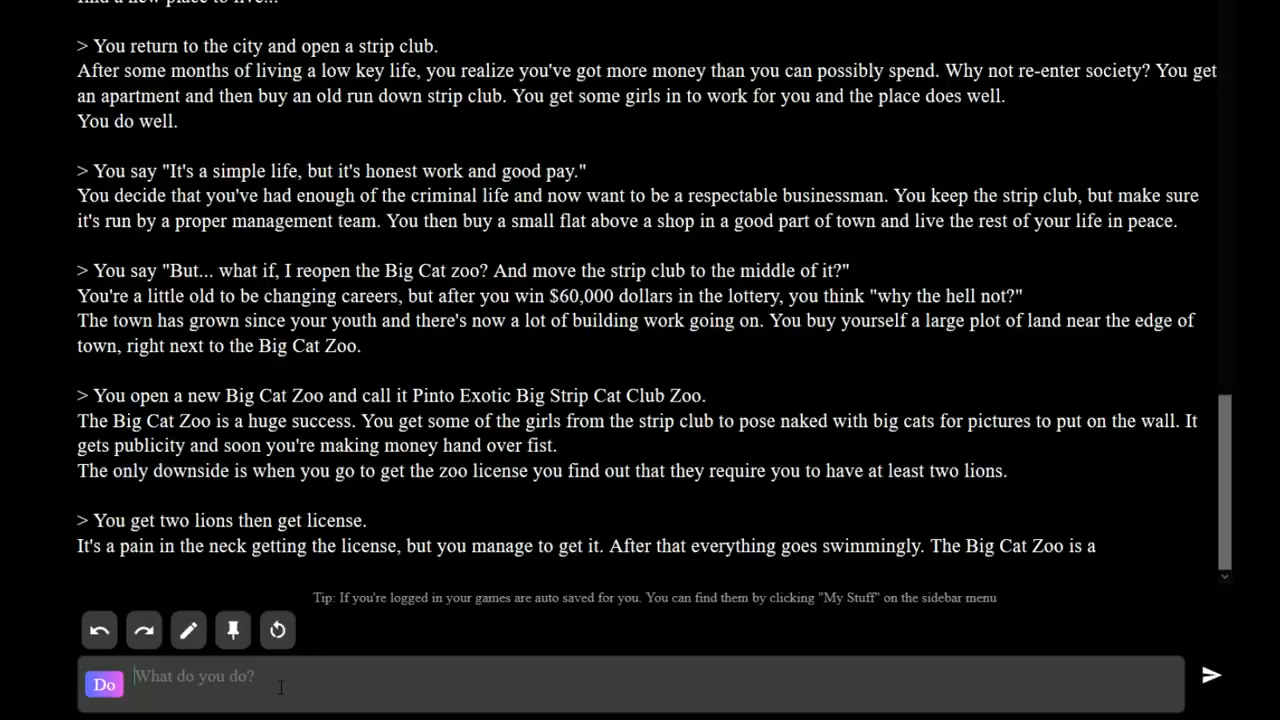 find a new place to live...
> You return to the city and open a strip club.
After some months of living a low key life, you realize you've got more money than you can possibly spend. Why not re-enter society? You get
an apartment and then buy an old run down strip club. You get some girls in to work for you and the place does well.
You do well.
> You say "It's a simple life, but it's honest work and good pay."
You decide that you've had enough of the criminal life and now want to be a respectable businessman. You keep the strip club, but make sure
it's run by a proper management team. You then buy a small flat above a shop in a good part of town and live the rest of your life in peace.
> You say "But... what if, I reopen the Big Cat zoo? And move the strip club to the middle of it?"
You're a little old to be changing careers, but after you win $60,000 dollars in the lottery, you think "why the hell not?"
The town has grown since your youth and there's now a lot of building work going on. You buy yourself a large plot of land near the edge of
town, right next to the Big Cat Zoo.
> You open a new Big Cat Zoo and call it Pinto Exotic Big Strip Cat Club Zoo.
The Big Cat Zoo is a huge success. You get some of the girls from the strip club to pose naked with big cats for pictures to put on the wall. It
gets publicity and soon you're making money hand over fist.
The only downside is when you go to get the zoo license you find out that they require you to have at least two lions.
> You get two lions then get license.
It's a pain in the neck getting the license, but you manage to get it. After that everything goes swimmingly. The Big Cat Zoo is a
Tip: If you're logged in your games are auto saved for you. You can find them by clicking "My Stuff" on the sidebar menu
Do What do you do?